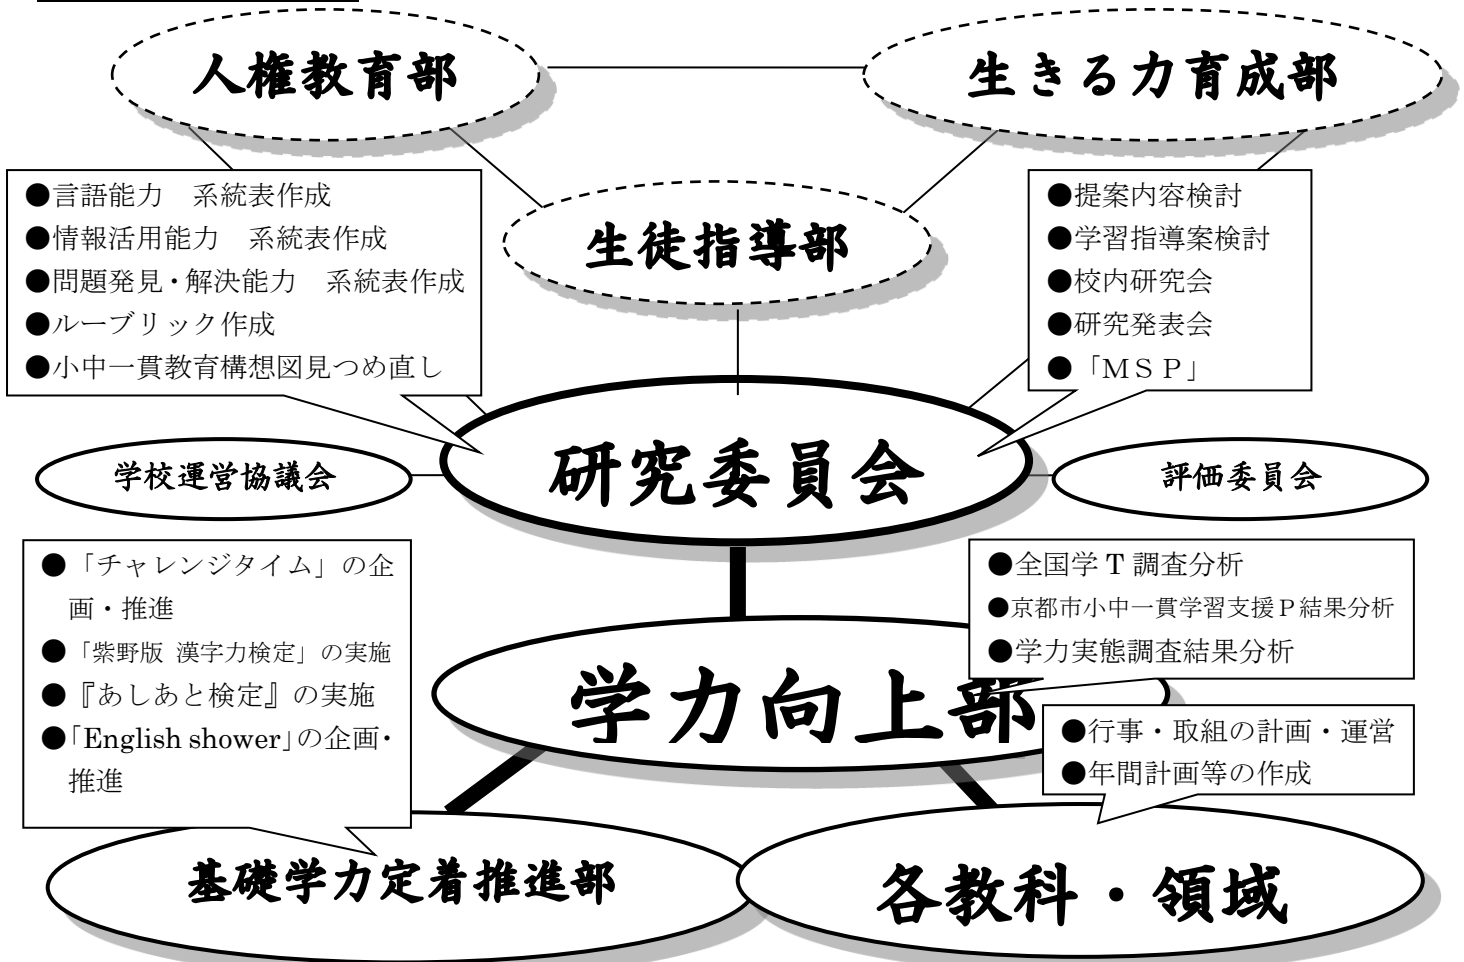 人権教育部
生きる力育成部
●言語能力　系統表作成
●情報活用能力　系統表作成
●問題発見・解決能力　系統表作成
●ルーブリック作成
●小中一貫教育構想図見つめ直し
生徒指導部
●提案内容検討
●学習指導案検討
●校内研究会
●研究発表会
●「ＭＳＰ」
学校運営協議会
研究委員会
評価委員会
●「チャレンジタイム」の企
画・推進
●「紫野版 漢字力検定」の実施
●『あしあと検定』の実施
●「English shower」の企画・
推進
●全国学 T 調査分析
●京都市小中一貫学習支援Ｐ結果分析
●学力実態調査結果分析
学力向上部
●行事・取組の計画・運営
●年間計画等の作成
基礎学力定着推進部
各教科・領域